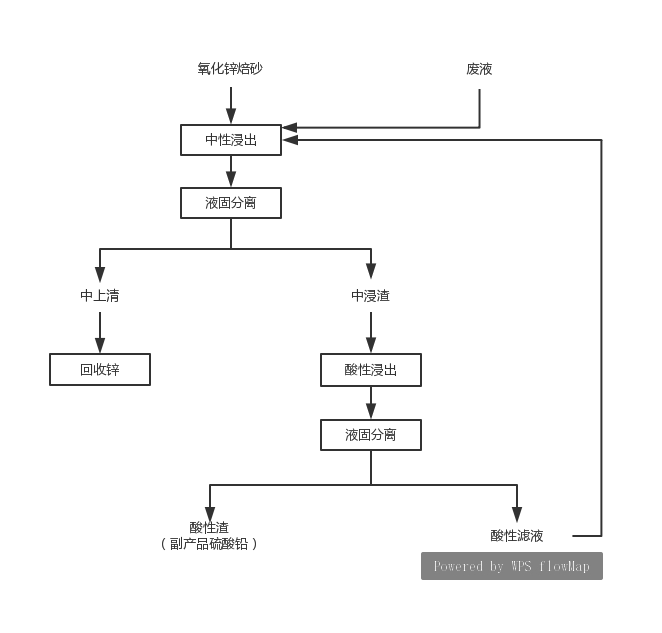 氧化锌焙砂
废液
中性浸出
液固分离
中上清
中浸渣
回收锌
酸性浸出
液固分离
酸性渣
（副产品硫酸铅）
酸性滤液
Powered by WPS flowMap